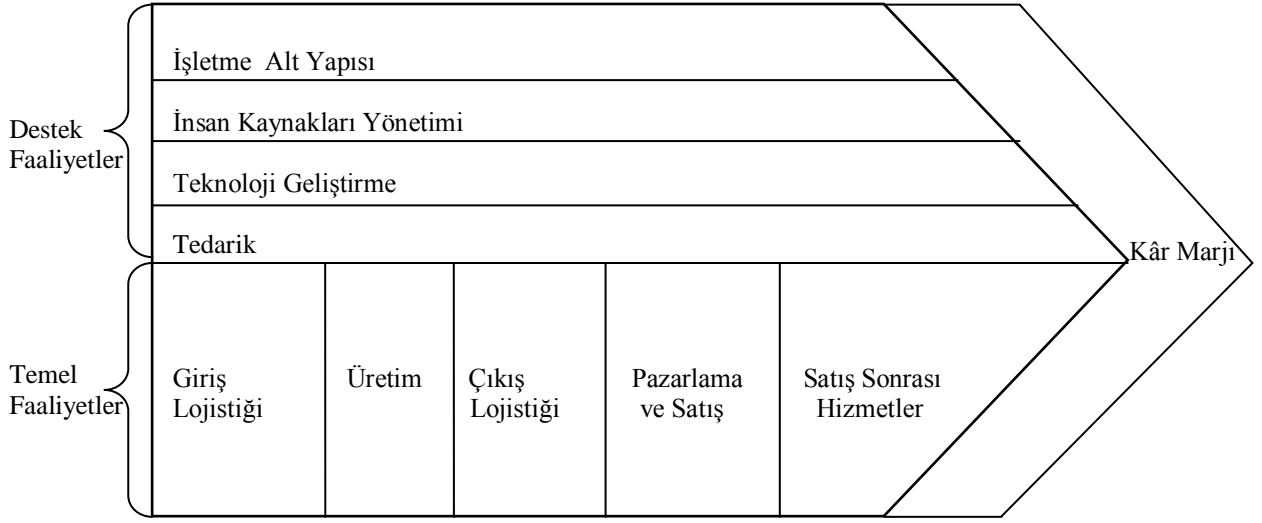 İşletme Alt Yapısı
İnsan Kaynakları Yönetimi
Destek
Faaliyetler
Teknoloji Geliştirme
Tedarik
Kâr Marjı
Temel
Faaliyetler
Giriş
Lojistiği
Üretim
Çıkış
Lojistiği
Pazarlama
ve Satış
Satış Sonrası
Hizmetler